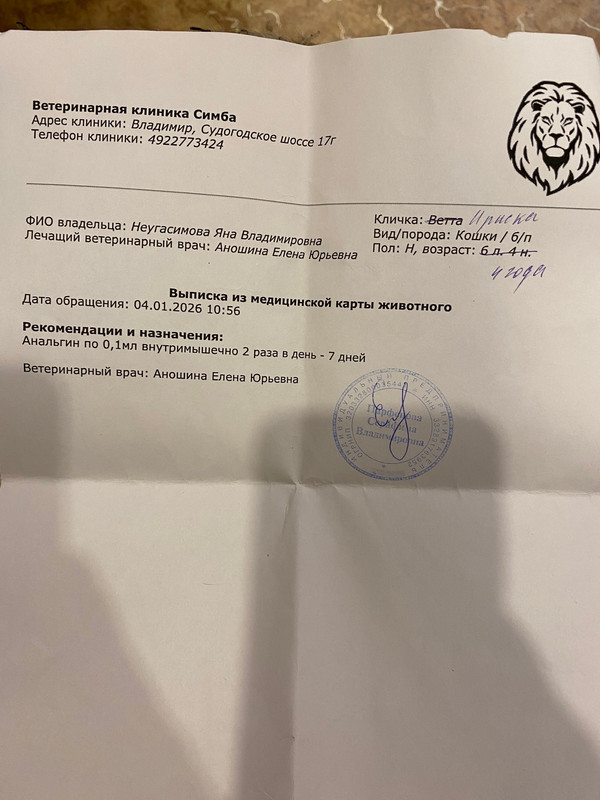 Ветеринарная клиника Симба
Адрес клиники: Владимир, Судогодское шоссе 17г
Телефон клиники: 4922773424
ФИО владельца: Неугасимова Яна Владимировна
Лечащий ветеринарный врач: Аношина Елена Юрьевна
Кличка: Ветта Ириска
Вид/порода: Кошки / б/п
Пол: Н, возраст: 6 л. 4 н.
4 года
Выписка из медицинской карты животного
Дата обращения: 04.01.2026 10:56
Рекомендации и назначения:
Анальгин по 0,1мл внутримышечно 2 раза в день - 7 дней
Ветеринарный врач: Аношина Елена Юрьевна
ИНДИВИДУАЛЬНЫЙ ПРЕДПРИНИМАТЕЛЬ
Владимировна